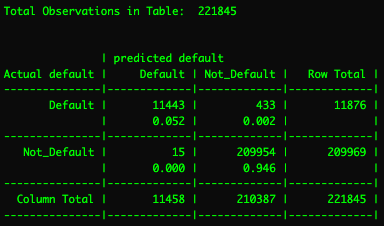 Total Observations in Table:  221845
               | predicted default
Actual default |     Default | Not_Default |   Row Total |
---------------|-------------|-------------|-------------|
       Default |       11443 |         433 |       11876 |
               |       0.052 |       0.002 |             |
---------------|-------------|-------------|-------------|
   Not_Default |          15 |      209954 |      209969 |
               |       0.000 |       0.946 |             |
---------------|-------------|-------------|-------------|
  Column Total |       11458 |      210387 |      221845 |
---------------|-------------|-------------|-------------|